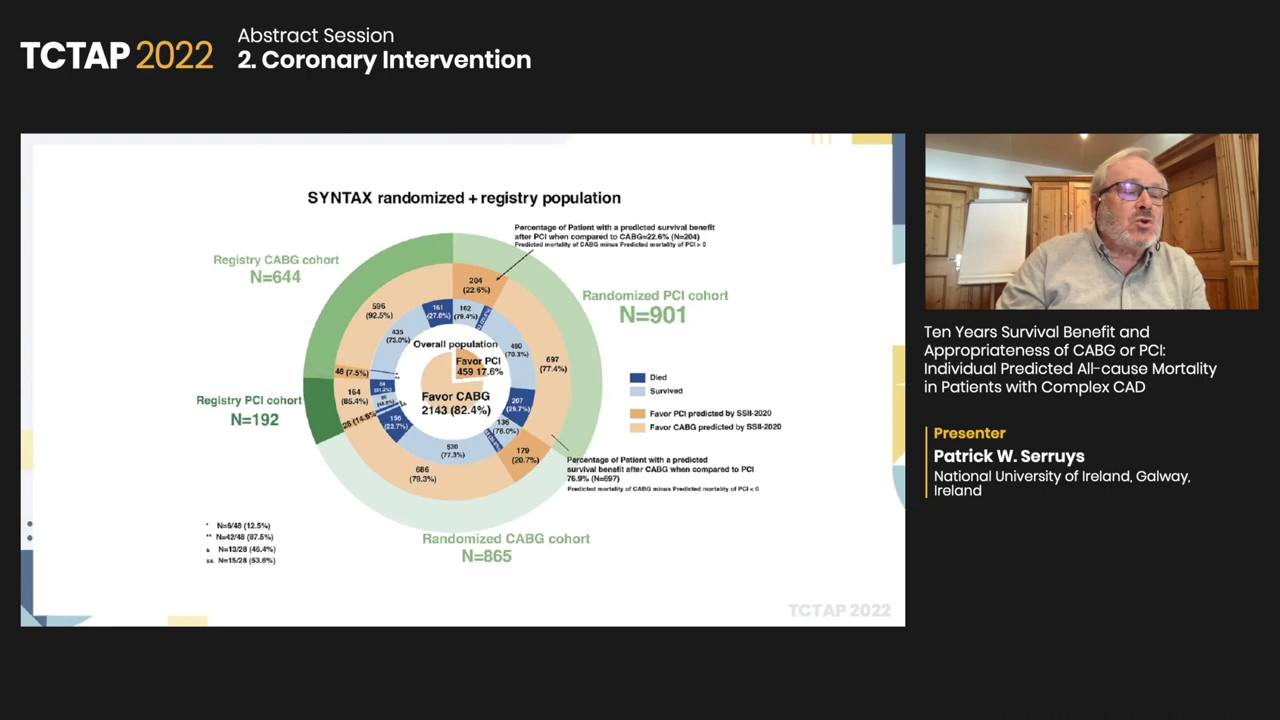 TCTAP 2022
Abstract Session
2. Coronary Intervention
SYNTAX randomized + registry population
Percentage of Patient with a predicted survival benefit
after PCI when compared to CABG=22.6% (N=204)
Predicted mortality of CABG minus Predicted mortality of PCI > 0
Registry CABG cohort
N=644
Randomized PCI cohort
N=901
204
(22.6%)
596
(92.5%)
161
(27.0%)
162
(79.4%)
435
(73.0%)
490
(70.3%)
697
(77.4%)
Overall population
Favor PCI
459 17.6%
Favor CABG
2143 (82.4%)
48 (7.5%)
164
(85.4%)
Registry PCI cohort
N=192
207
(29.7%)
136
(76.0%)
156
(22.7%)
530
(77.3%)
179
(20.7%)
686
(79.3%)
Died
Survived
Favor PCI predicted by SSII-2020
Favor CABG predicted by SSII-2020
Percentage of Patient with a predicted
survival benefit after CABG when compared to PCI
76.9% (N=697)
Predicted mortality of CABG minus Predicted mortality of PCI < 0
Randomized CABG cohort
N=865
* N=6/48 (12.5%)
** N=42/48 (87.5%)
& N=13/28 (46.4%)
&& N=15/28 (53.6%)
TCTAP 2022
Ten Years Survival Benefit and
Appropriateness of CABG or PCI:
Individual Predicted All-cause Mortality
in Patients with Complex CAD
Presenter
Patrick W. Serruys
National University of Ireland, Galway,
Ireland